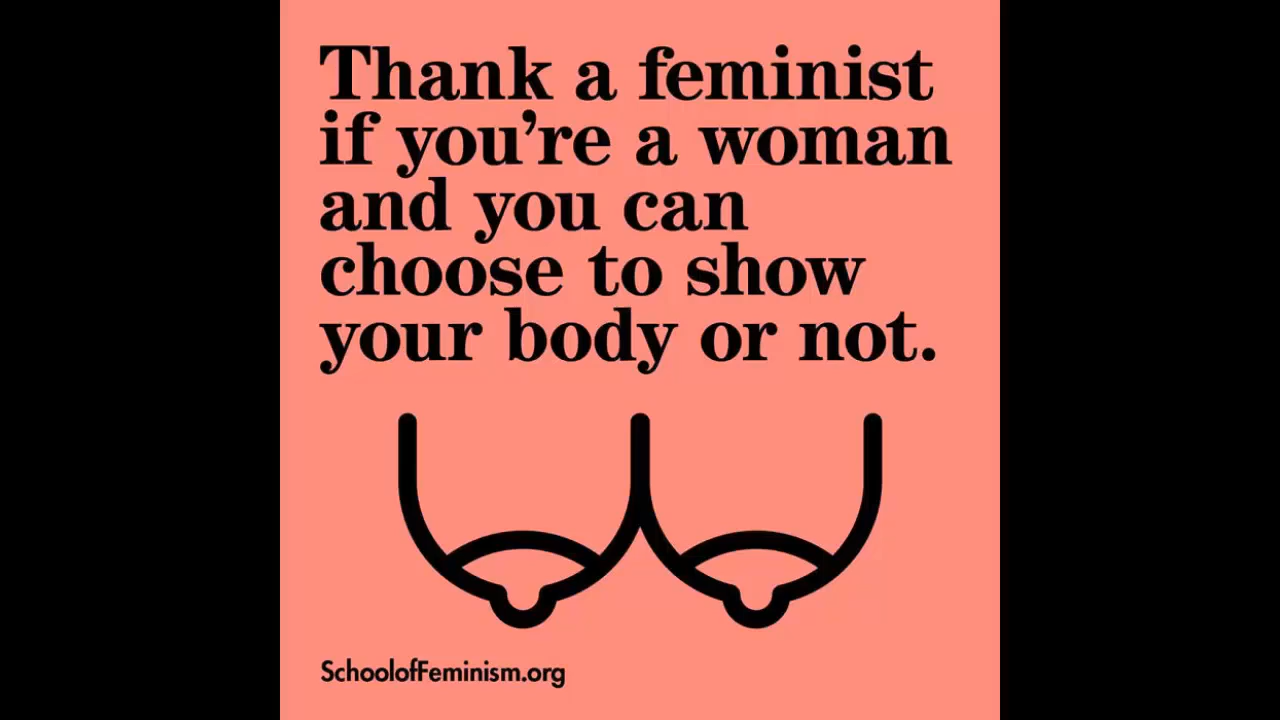 Thank a feminist
if you’re a woman
and you can
choose to show
your body or not.
SchoolofFeminism.org